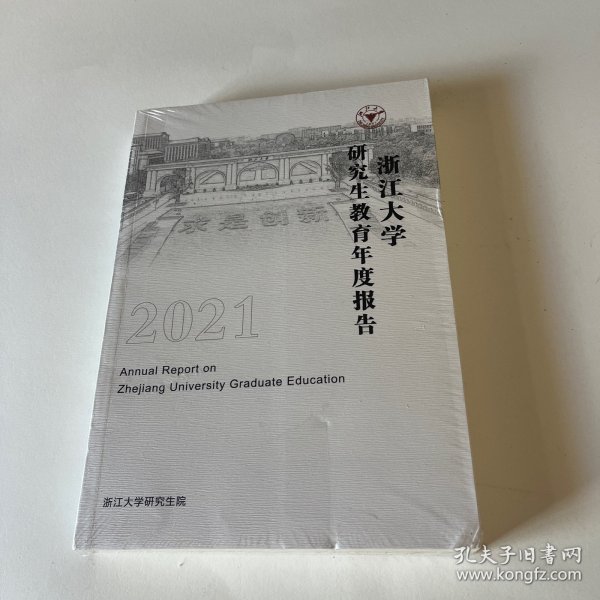 浙江大学
研究生教育年度报告
求是创新
2021
Annual Report on
Zhejiang University Graduate Education
浙江大学研究生院
孔夫子旧书网
www.kongfz.com